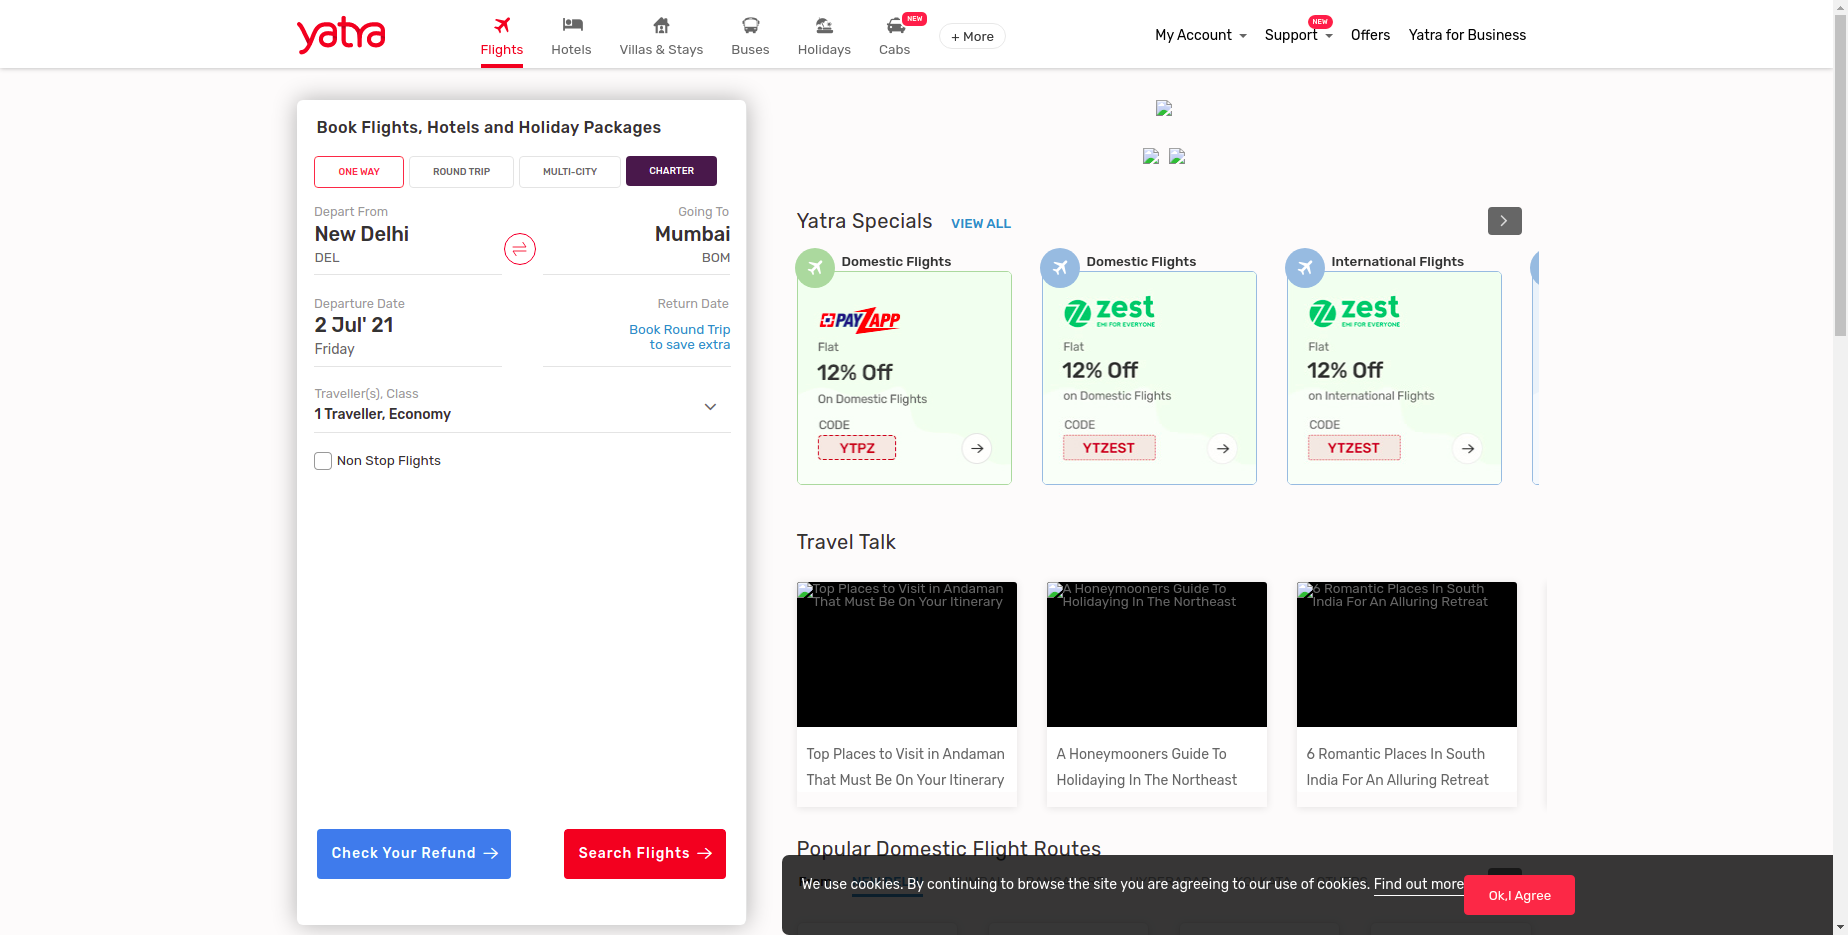 yatra
Flights
Hotels
Villas & Stays
Buses
Holidays
NEW
Cabs
+ More
My Account
NEW
Support
Offers
Yatra for Business
Book Flights, Hotels and Holiday Packages
ONE WAY
ROUND TRIP
MULTI-CITY
CHARTER
Depart From
New Delhi
DEL
Going To
Mumbai
BOM
Departure Date
2 Jul' 21
Friday
Return Date
Book Round Trip
to save extra
Traveller(s), Class
1 Traveller, Economy
Non Stop Flights
Check Your Refund
Search Flights
Yatra Specials
VIEW ALL
Domestic Flights
PAYZAPP
Flat
12% Off
On Domestic Flights
CODE
YTPZ
Domestic Flights
zest
EMI FOR EVERYONE
Flat
12% Off
on Domestic Flights
CODE
YTZEST
International Flights
zest
EMI FOR EVERYONE
Flat
12% Off
on International Flights
CODE
YTZEST
Travel Talk
Top Places to Visit in Andaman
That Must Be On Your Itinerary
Top Places to Visit in Andaman
That Must Be On Your Itinerary
A Honeymooners Guide To
Holidaying In The Northeast
A Honeymooners Guide To
Holidaying In The Northeast
6 Romantic Places In South
India For An Alluring Retreat
6 Romantic Places In South
India For An Alluring Retreat
Popular Domestic Flight Routes
We use cookies. By continuing to browse the site you are agreeing to our use of cookies. Find out more
Ok,I Agree